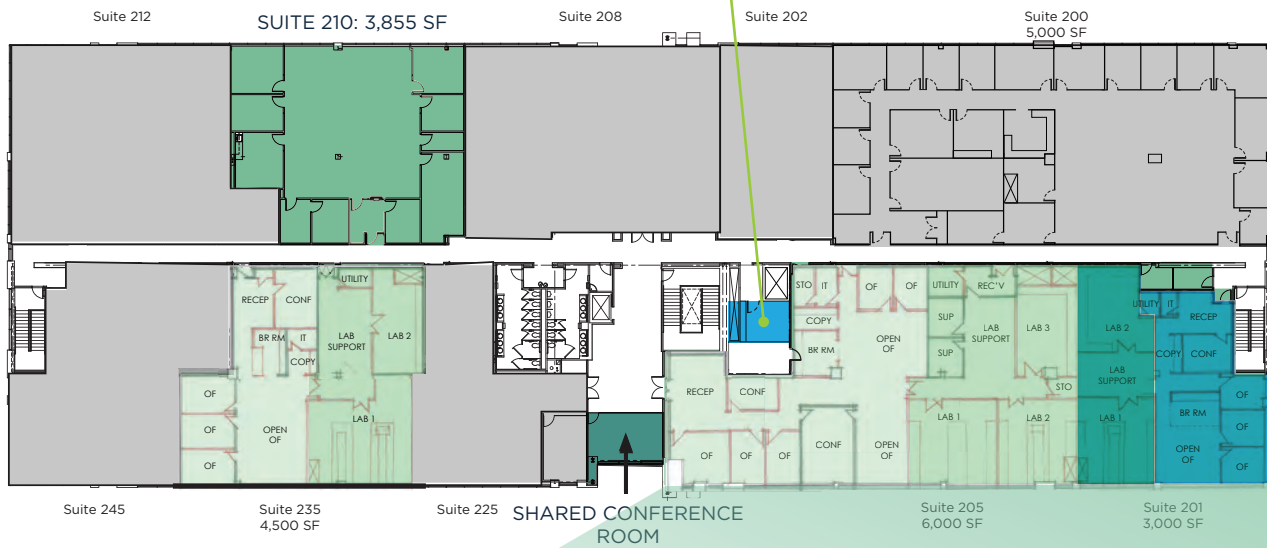 Suite 212
SUITE 210: 3,855 SF
Suite 208
Suite 202
Suite 200
5,000 SF
RECEP
CONF
UTILITY
LAB
SUPPORT
LAB 2
BR RM
IT
COPY
OF
OF
OF
OPEN
OF
LAB 1
STO
IT
OF
OF
COPY
BR RM
OPEN
OF
UTILITY
REC'V
SUP
SUP
LAB
SUPPORT
LAB 3
STO
RECEP
CONF
OF
OF
OF
CONF
OPEN
OF
LAB 1
LAB 2
LAB 2
LAB
SUPPORT
LAB 1
UTILITY
IT
RECEP
COPY
CONF
BR RM
OPEN
OF
OF
OF
OF
Suite 245
Suite 235
4,500 SF
Suite 225
SHARED CONFERENCE
ROOM
Suite 205
6,000 SF
Suite 201
3,000 SF